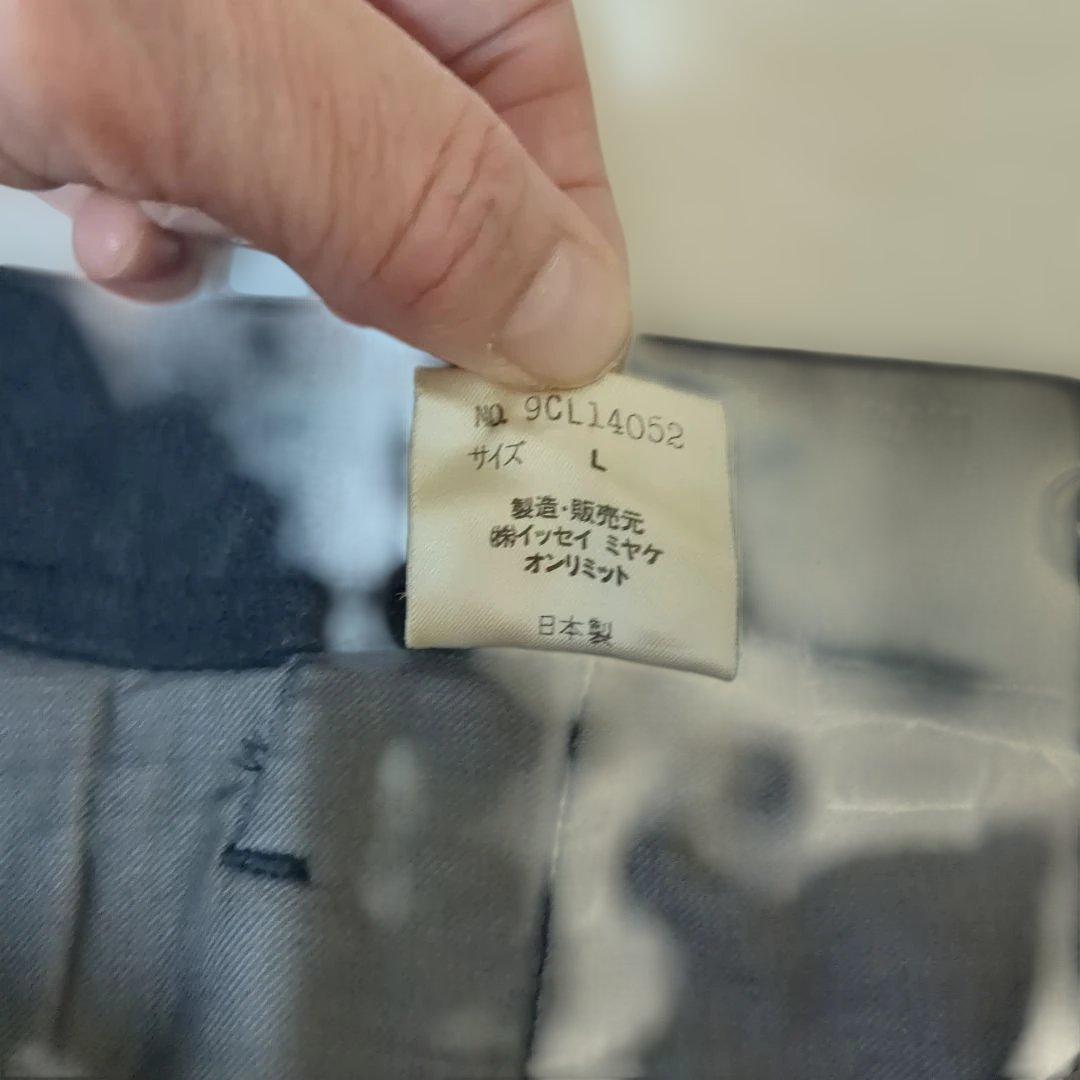 NO. 9CL14052
サイズ L
製造・販売元
㈱イッセイ ミヤケ
オンリミット
日本製